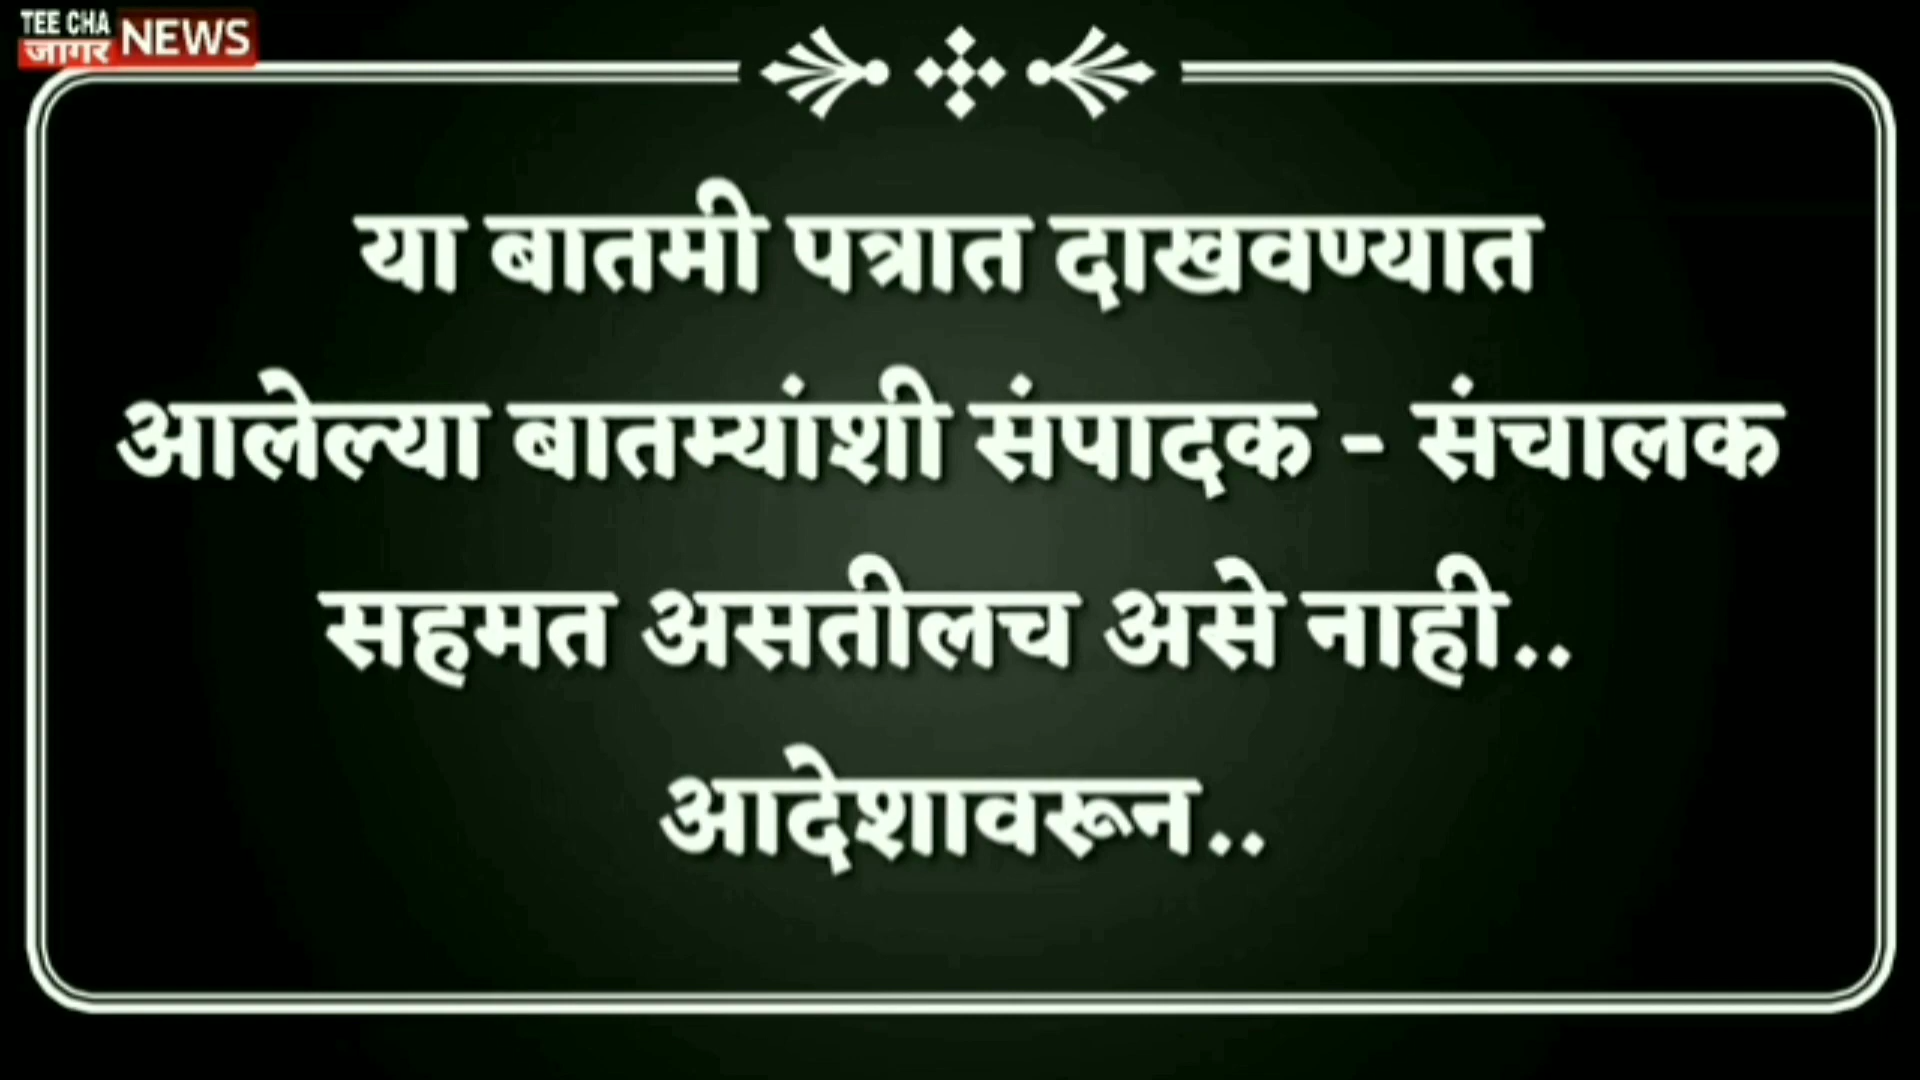 TEE CHA
जागर NEWS
या बातमी पत्रात दाखवण्यात
आलेल्या बातम्यांशी संपादक - संचालक
सहमत असतीलच असे नाही..
आदेशावरून..